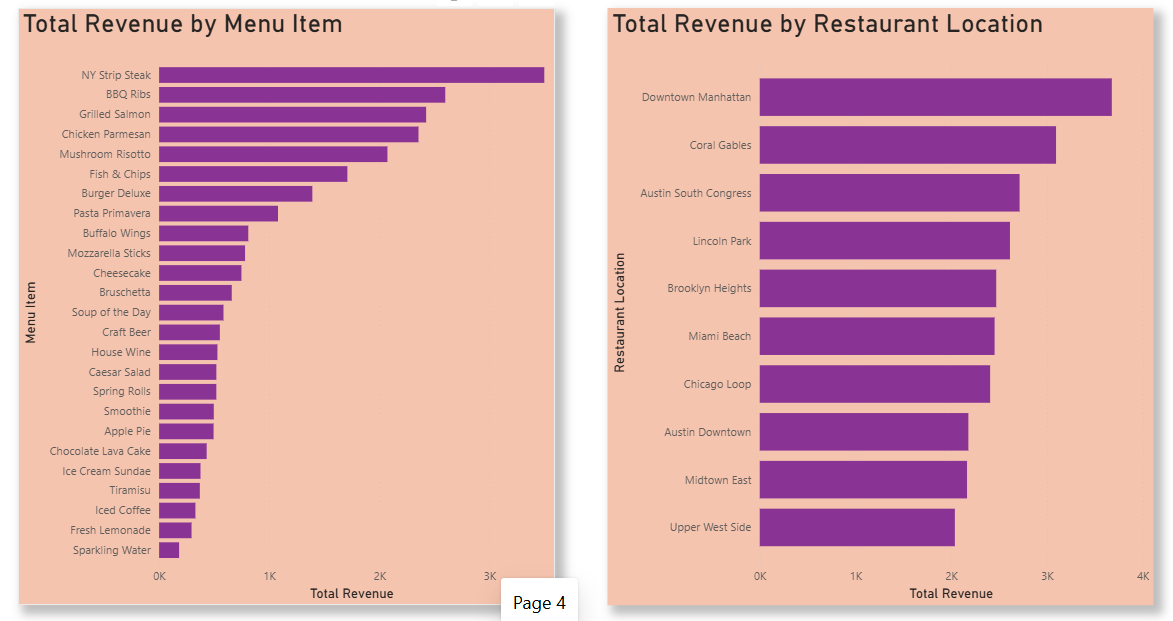 Total Revenue by Menu Item
Menu Item
NY Strip Steak
BBQ Ribs
Grilled Salmon
Chicken Parmesan
Mushroom Risotto
Fish & Chips
Burger Deluxe
Pasta Primavera
Buffalo Wings
Mozzarella Sticks
Cheesecake
Bruschetta
Soup of the Day
Craft Beer
House Wine
Caesar Salad
Spring Rolls
Smoothie
Apple Pie
Chocolate Lava Cake
Ice Cream Sundae
Tiramisu
Iced Coffee
Fresh Lemonade
Sparkling Water
0K 1K 2K 3K
Total Revenue
Page 4
Total Revenue by Restaurant Location
Restaurant Location
Downtown Manhattan
Coral Gables
Austin South Congress
Lincoln Park
Brooklyn Heights
Miami Beach
Chicago Loop
Austin Downtown
Midtown East
Upper West Side
0K 1K 2K 3K 4K
Total Revenue